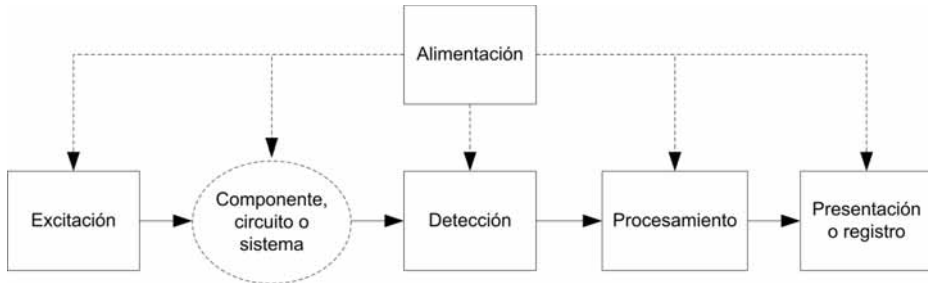 Alimentación
Excitación
Componente,
circuito o
sistema
Detección
Procesamiento
Presentación
o registro